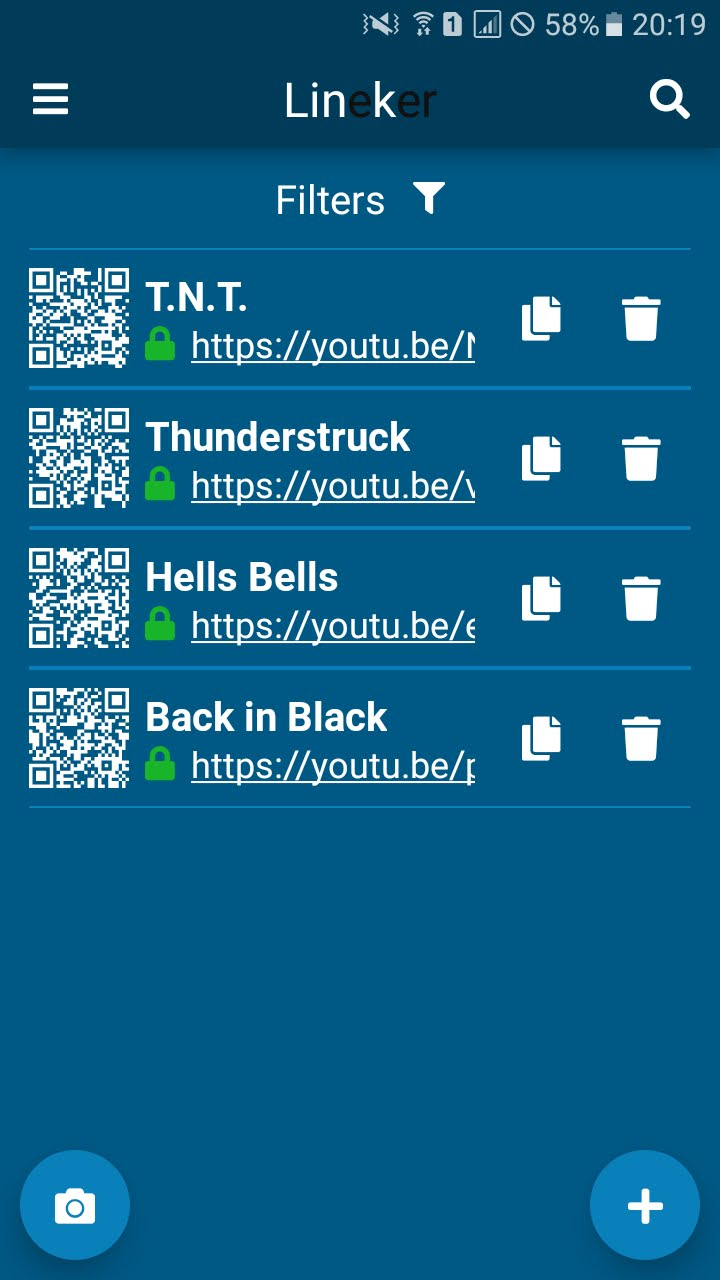 1 58% 20:19
Lineker
Filters
T.N.T.
https://youtu.be/
Thunderstruck
https://youtu.be/v
Hells Bells
https://youtu.be/e
Back in Black
https://youtu.be/p